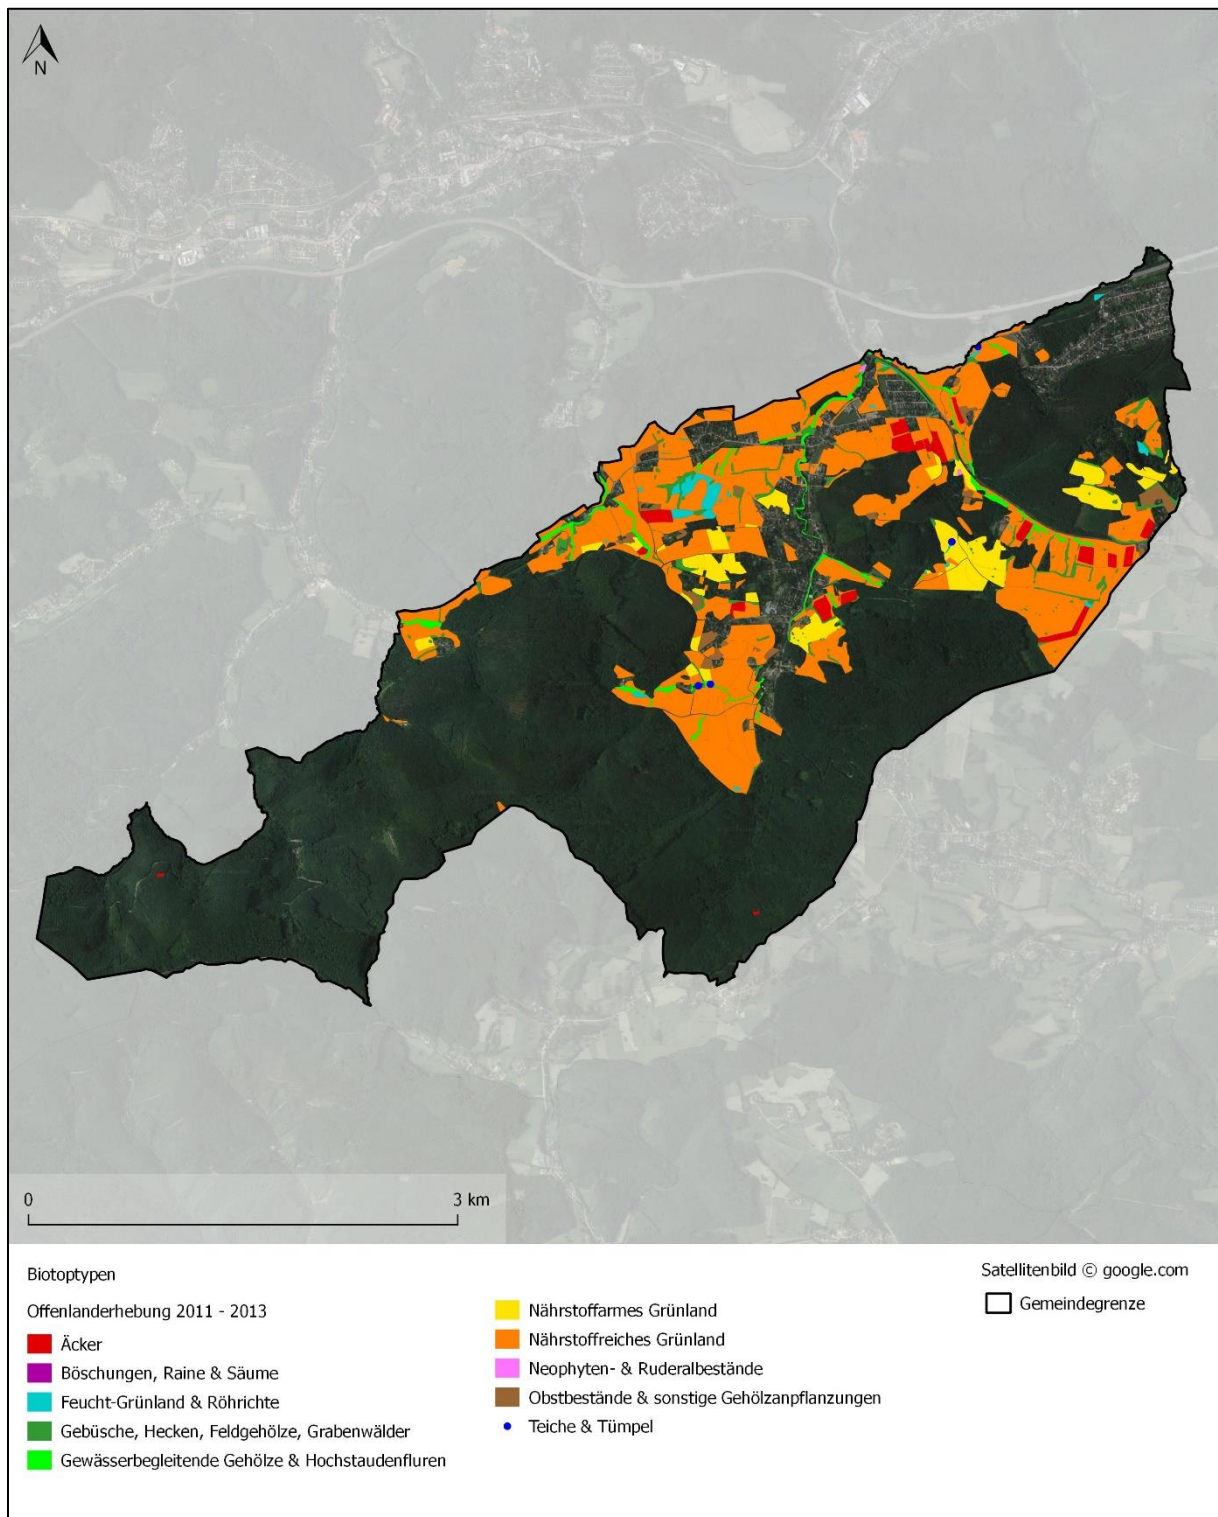 N
0
3 km
Biotoptypen
Offenlanderhebung 2011 - 2013
Äcker
Böschungen, Raine & Säume
Feucht-Grünland & Röhrichte
Gebüsche, Hecken, Feldgehölze, Grabenwälder
Gewässerbegleitende Gehölze & Hochstaudenfluren
Nährstoffarmes Grünland
Nährstoffreiches Grünland
Neophyten- & Ruderalbestände
Obstbestände & sonstige Gehölzanpflanzungen
Teiche & Tümpel
Satellitenbild © google.com
Gemeindegrenze